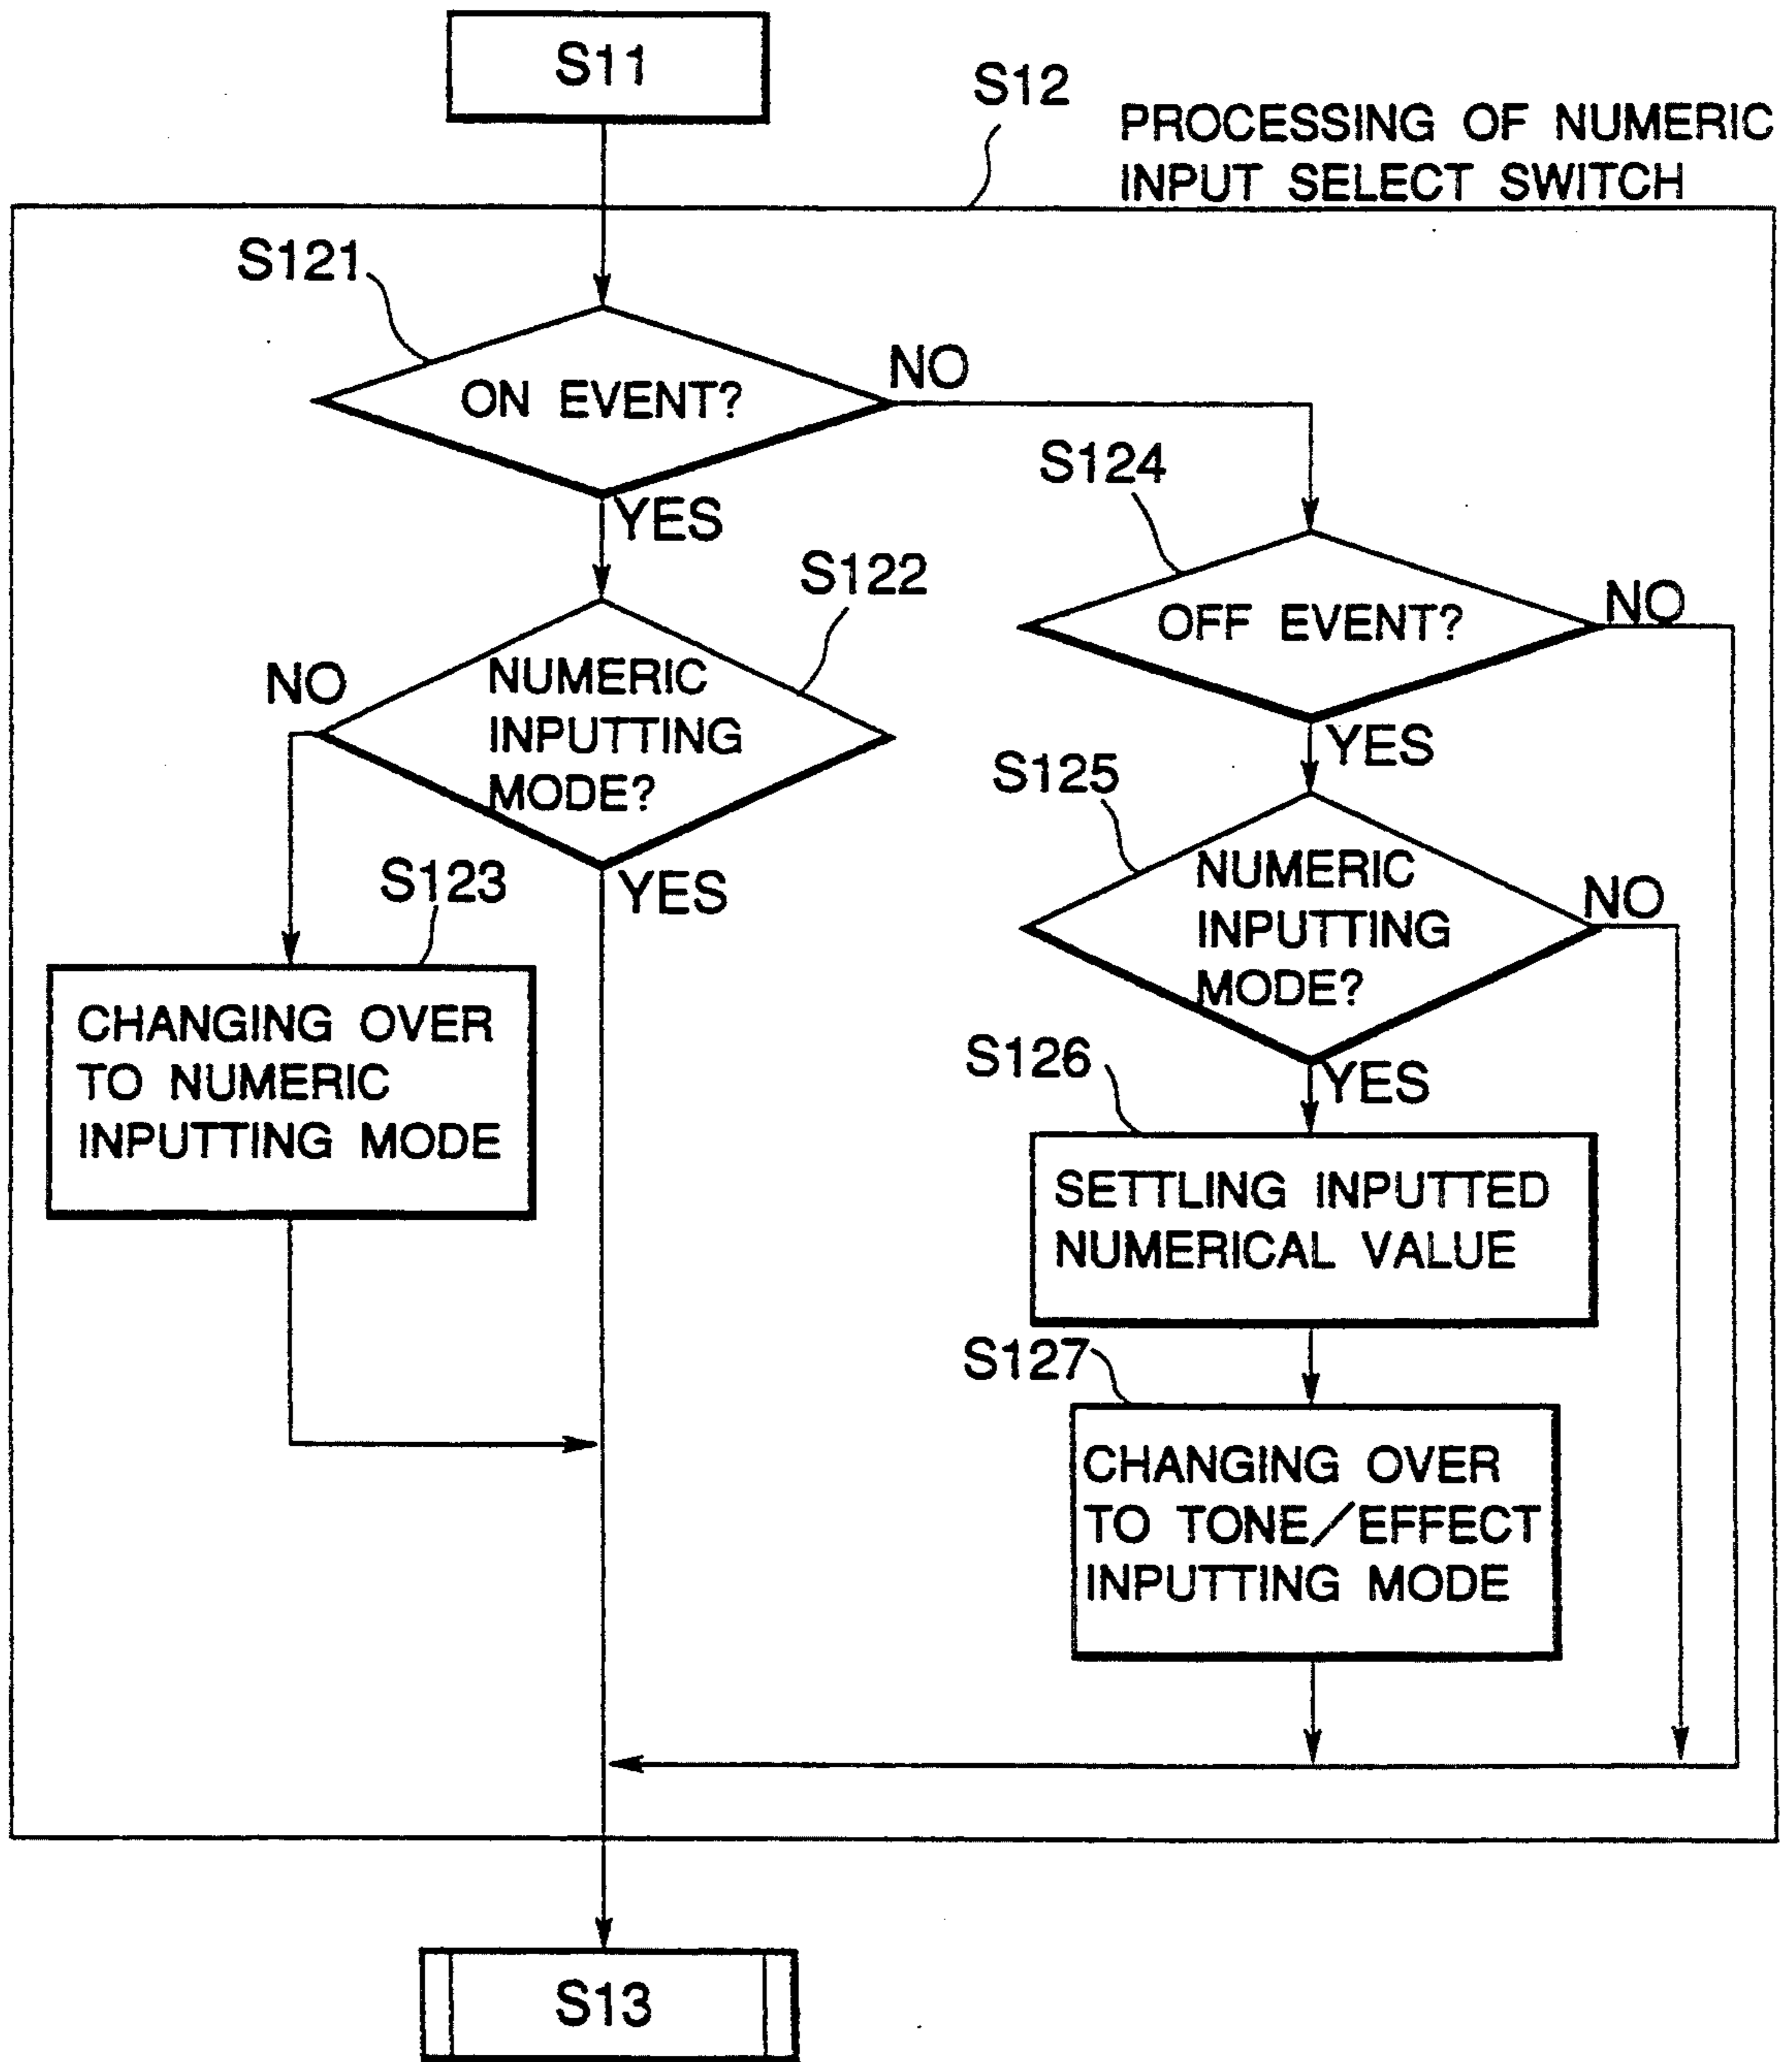 S11
S12
PROCESSING OF NUMERIC
INPUT SELECT SWITCH
S121
ON EVENT?
NO
YES
S122
NUMERIC
INPUTTING
MODE?
NO
YES
S123
CHANGING OVER
TO NUMERIC
INPUTTING MODE
S124
OFF EVENT?
NO
YES
S125
NUMERIC
INPUTTING
MODE?
NO
YES
S126
SETTLING INPUTTED
NUMERICAL VALUE
S127
CHANGING OVER
TO TONE/EFFECT
INPUTTING MODE
S13